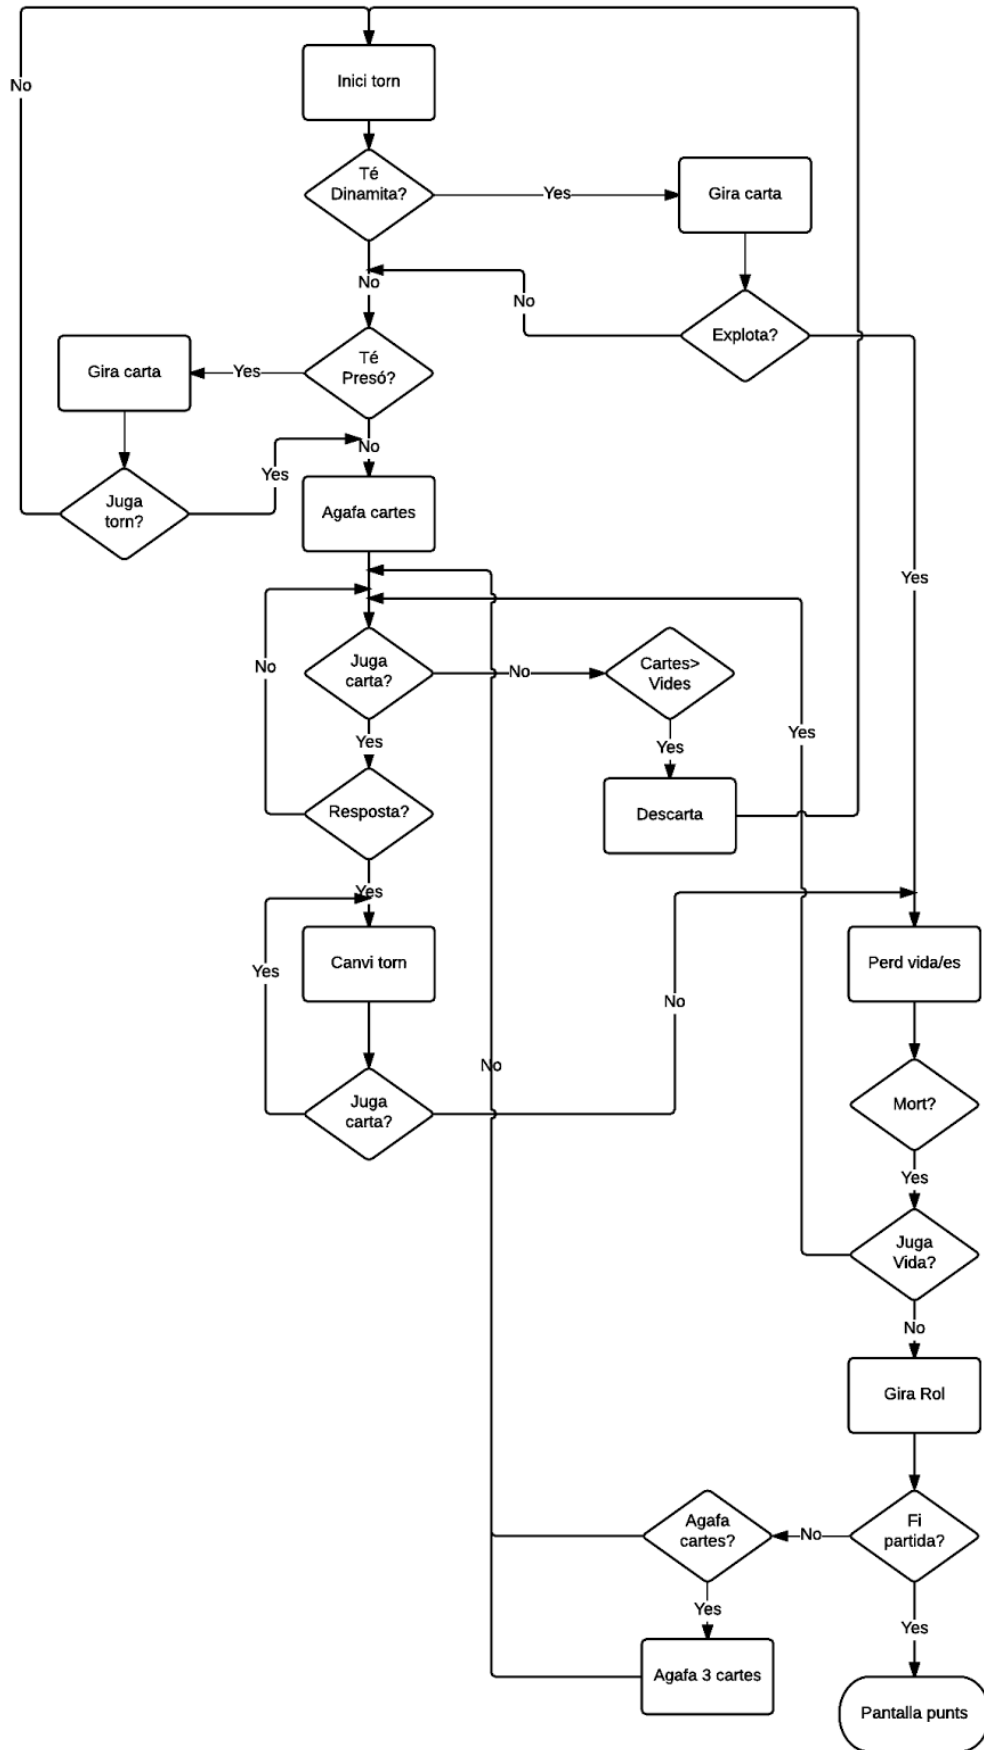 No
Inici torn
Té
Dinamita?
Yes
Gira carta
No
No
Explota?
Gira carta
Yes
Té
Presó?
No
Yes
Juga
torn?
Agafa cartes
Yes
No
Juga
carta?
No
Cartes>
Vides
Yes
Yes
Yes
Resposta?
Descarta
Yes
Yes
Canvi torn
No
Perd vida/es
No
Juga
carta?
Mort?
Yes
Juga
Vida?
No
Gira Rol
Agafa
cartes?
No
Fi
partida?
Yes
Yes
Agafa 3 cartes
Pantalla punts